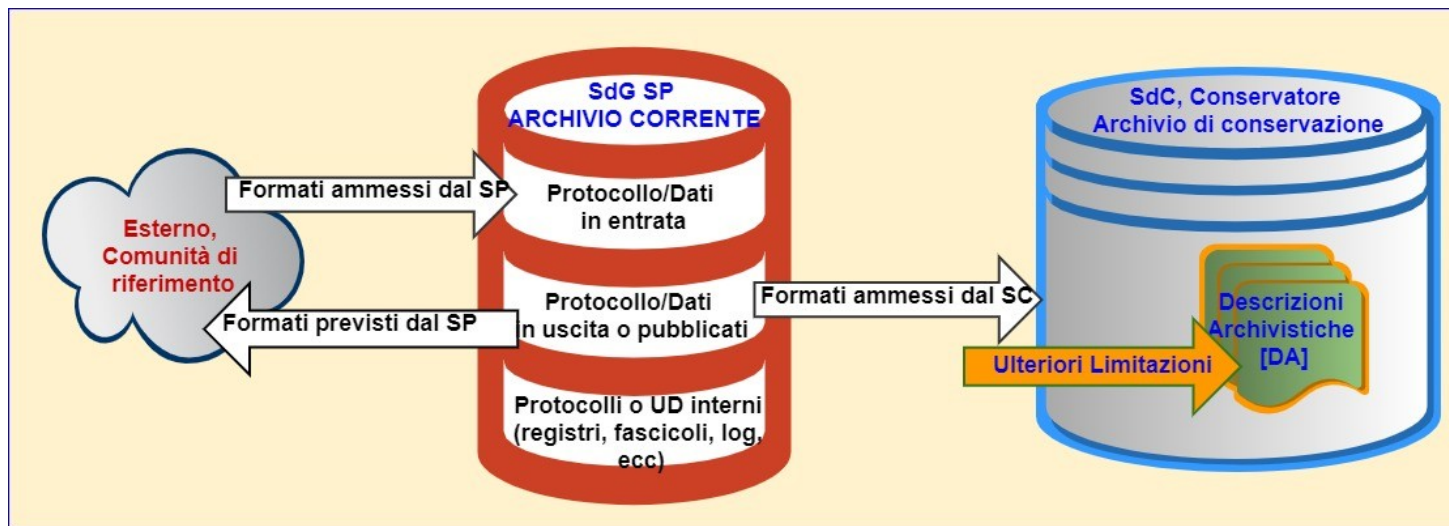 Esterno,
Comunità di
riferimento
Formati ammessi dal SP
Formati previsti dal SP
SdG SP
ARCHIVIO CORRENTE
Protocollo/Dati
in entrata
Protocollo/Dati
in uscita o pubblicati
Protocolli o UD interni
(registri, fascicoli, log,
ecc)
Formati ammessi dal SC
SdC, Conservatore
Archivio di conservazione
Ulteriori Limitazioni
Descrizioni
Archivistiche
[DA]